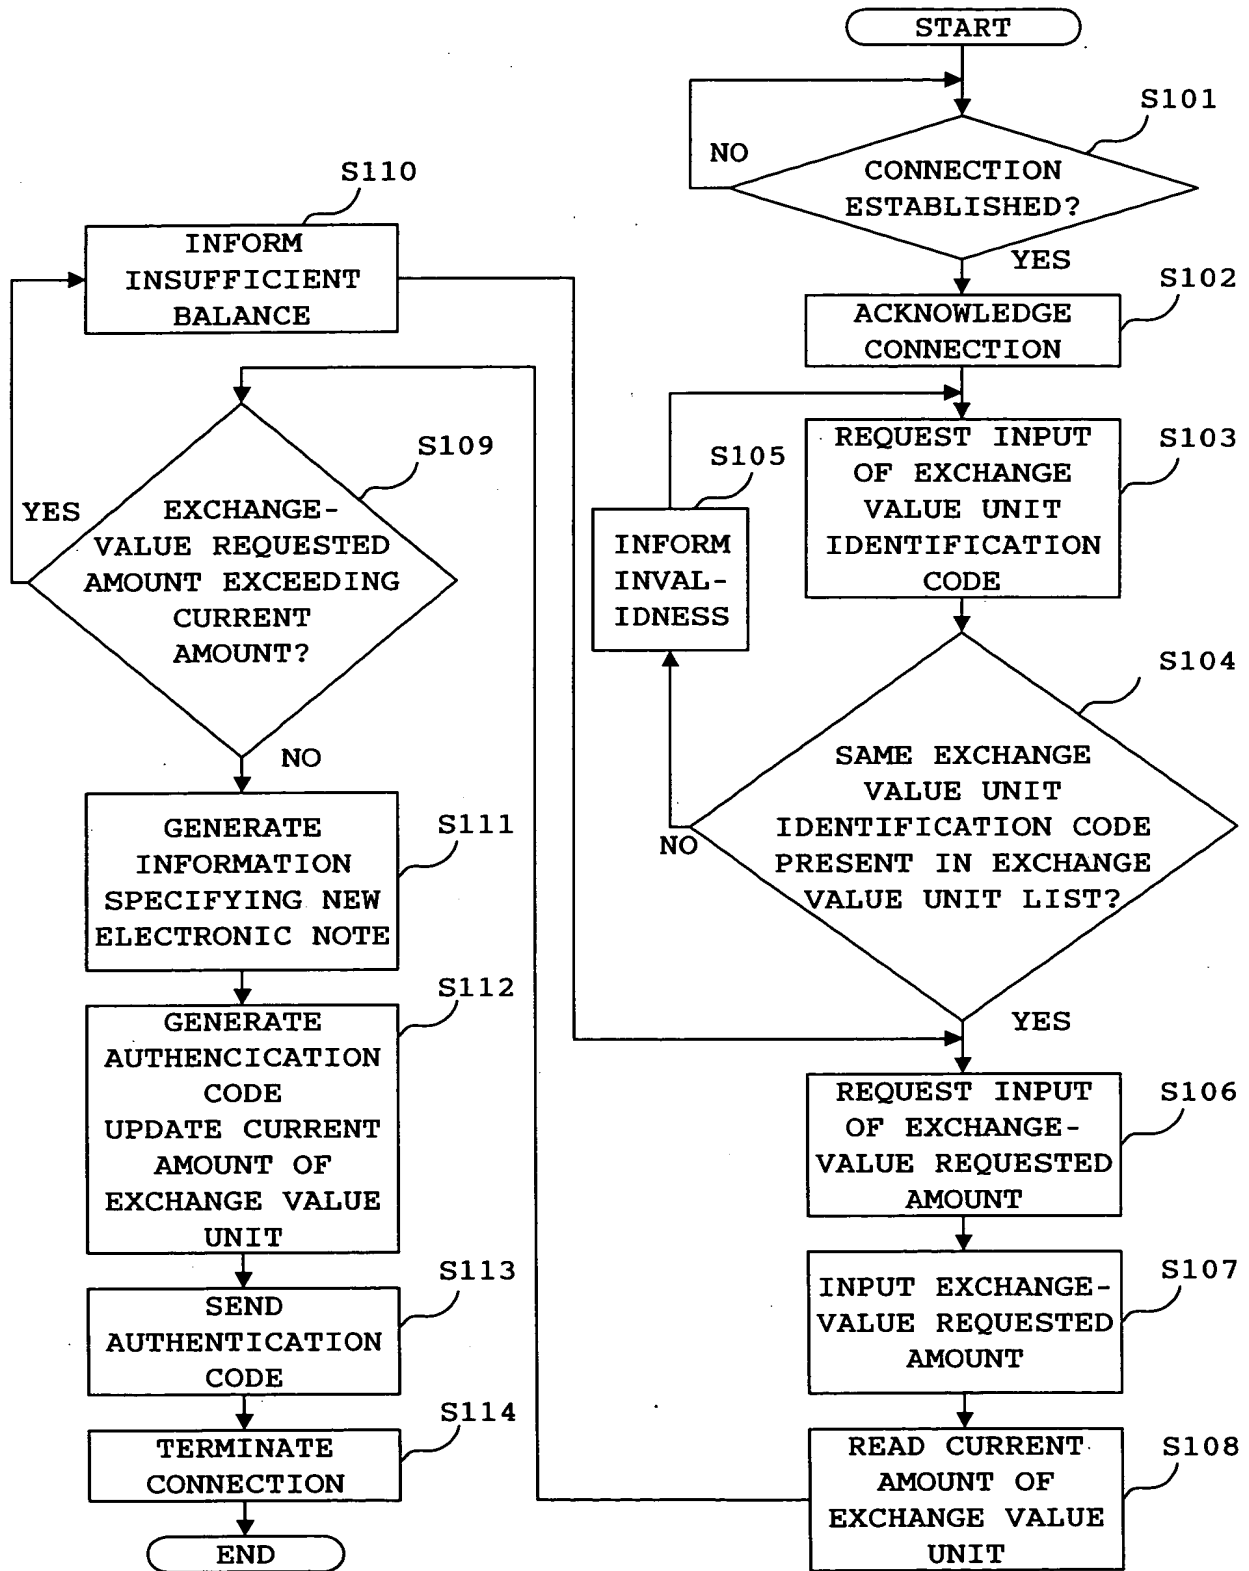 START
S101
NO
CONNECTION
ESTABLISHED?
YES
S102
ACKNOWLEDGE
CONNECTION
S103
REQUEST INPUT
OF EXCHANGE
VALUE UNIT
IDENTIFICATION
CODE
S105
INFORM
INVAL-
IDNESS
S104
SAME EXCHANGE
VALUE UNIT
IDENTIFICATION CODE
PRESENT IN EXCHANGE
VALUE UNIT LIST?
NO
YES
S106
REQUEST INPUT
OF EXCHANGE-
VALUE REQUESTED
AMOUNT
S107
INPUT EXCHANGE-
VALUE REQUESTED
AMOUNT
S108
READ CURRENT
AMOUNT OF
EXCHANGE VALUE
UNIT
S110
INFORM
INSUFFICIENT
BALANCE
S109
YES
EXCHANGE-
VALUE REQUESTED
AMOUNT EXCEEDING
CURRENT
AMOUNT?
NO
S111
GENERATE
INFORMATION
SPECIFYING NEW
ELECTRONIC NOTE
S112
GENERATE
AUTHENCICATION
CODE
UPDATE CURRENT
AMOUNT OF
EXCHANGE VALUE
UNIT
S113
SEND
AUTHENTICATION
CODE
S114
TERMINATE
CONNECTION
END